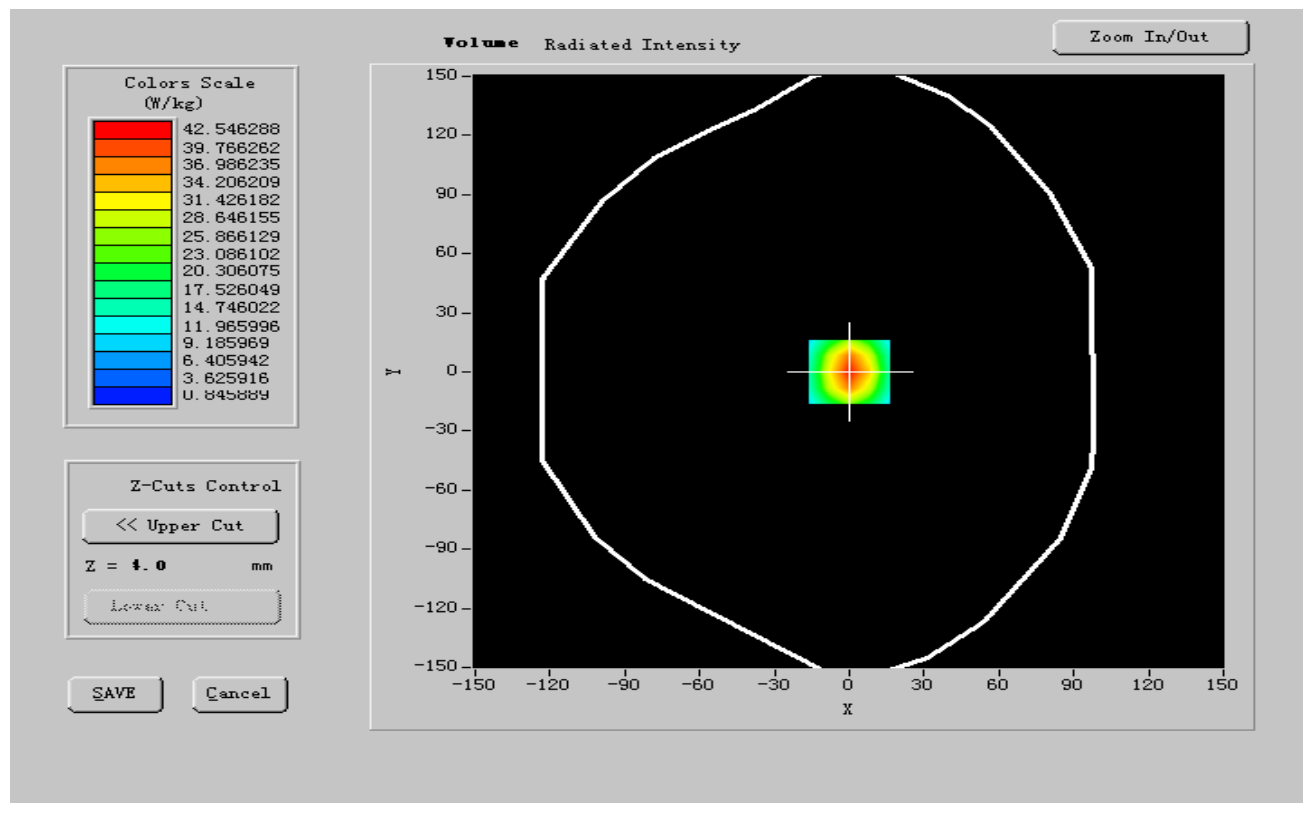 Volume Radiated Intensity
Zoom In/Out
Colors Scale
(W/kg)
42.546288
39.766262
36.986235
34.206209
31.426182
28.646155
25.866129
23.086102
20.306075
17.526049
14.746022
11.965996
9.185969
6.405942
3.625916
0.845889
Z-Cuts Control
<< Upper Cut
Z = 4.0 mm
Lower Cut
SAVE
Cancel
150
120
90
60
30
0
-30
-60
-90
-120
-150
Y
-150 -120 -90 -60 -30 0 30 60 90 120 150
X